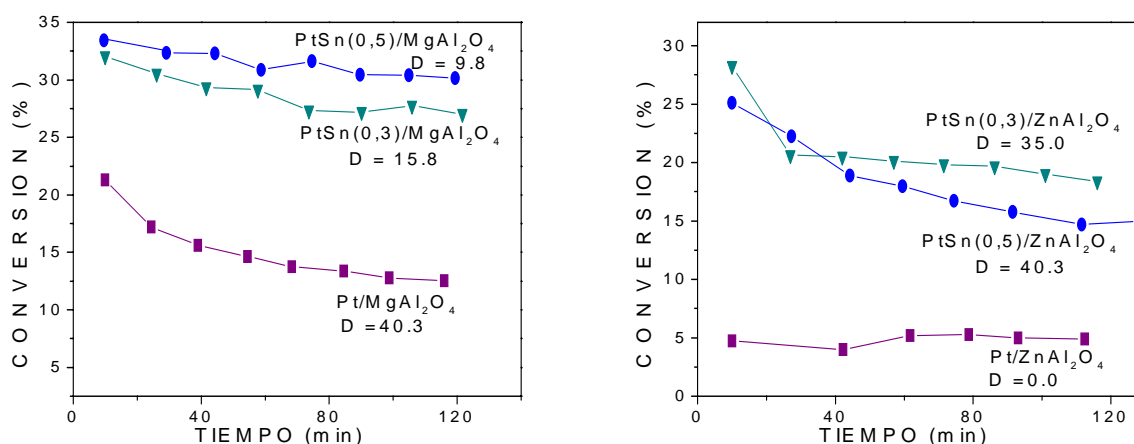 35
30
25
20
15
10
5
CONVERSION (%)
PtSn(0,5)/MgAl₂O₄
D = 9.8
PtSn(0,3)/MgAl₂O₄
D = 15.8
Pt/MgAl₂O₄
D =40.3
0 40 80 120
TIEMPO (min)
30
25
20
15
10
5
0
CONVERSION (%)
PtSn(0,3)/ZnAl₂O₄
D = 35.0
PtSn(0,5)/ZnAl₂O₄
D = 40.3
Pt/ZnAl₂O₄
D =0.0
0 40 80 120
TIEMPO (min)